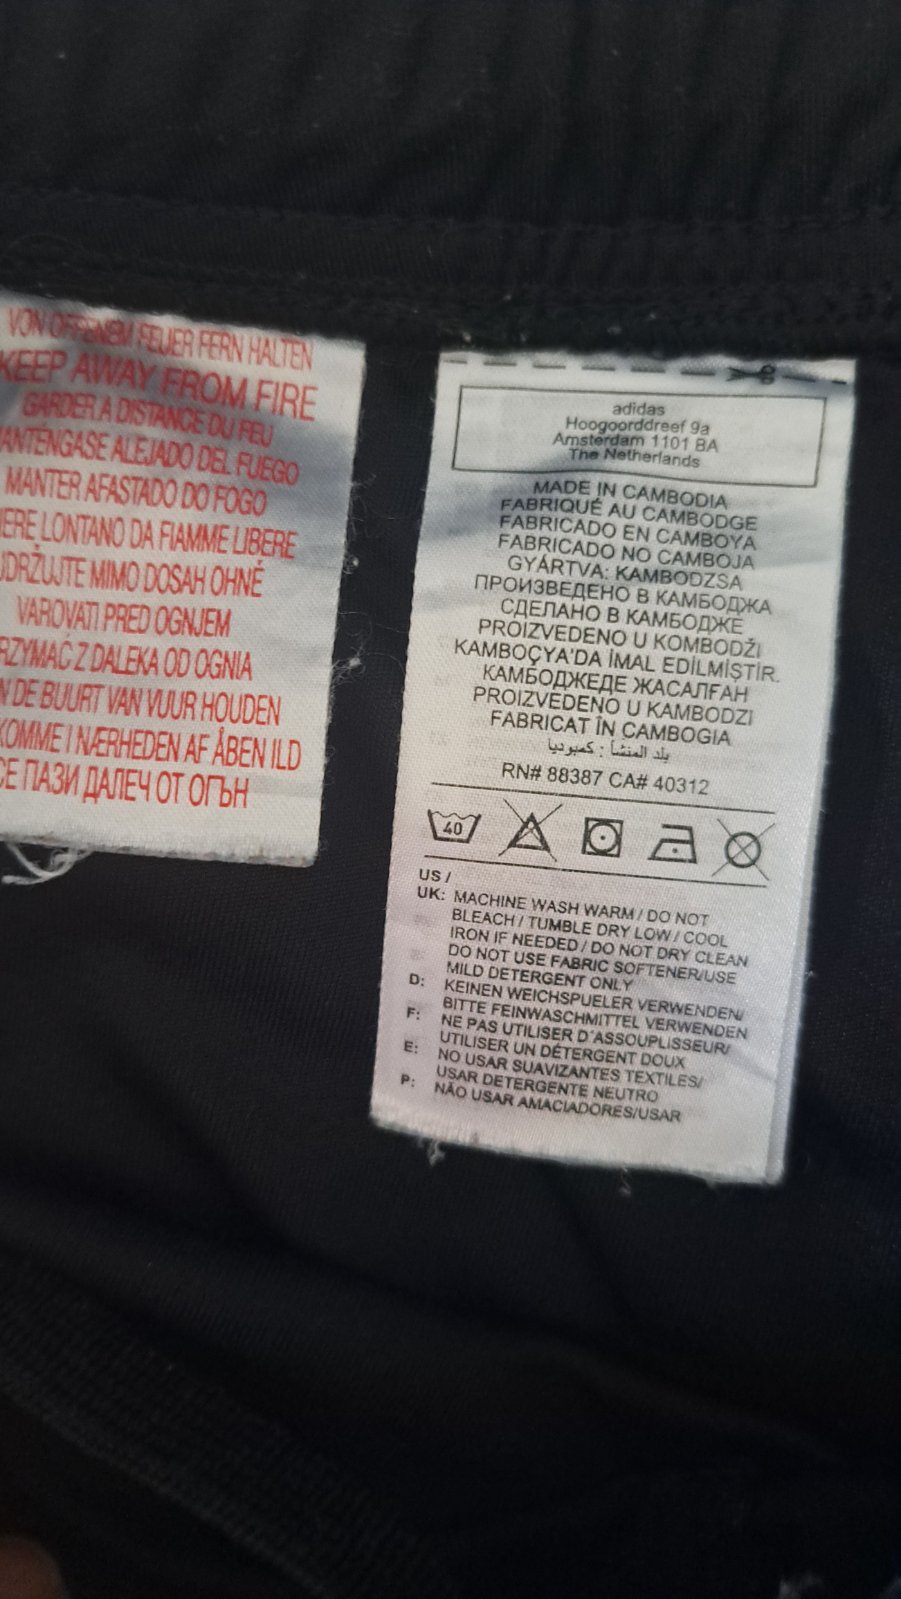 VON OFFENEM FEUER FERN HALTEN
KEEP AWAY FROM FIRE
GARDER A DISTANCE DU FEU
MANTÉNGASE ALEJADO DEL FUEGO
MANTER AFASTADO DO FOGO
LONTANO DA FIAMME LIBERE
MIMO DOSAH OHNĚ
VAROVATI PRED OGNJEM
Z DALEKA OD OGNIA
DE BUURT VAN VUUR HOUDEN
KOMME I NÆRHEDEN AF ÅBEN ILD
СЕ ПАЗИ ДАЛЕЧ ОТ ОГЪН
adidas
Hoogoorddreef 9a
Amsterdam 1101 BA
The Netherlands
MADE IN CAMBODIA
FABRIQUÉ AU CAMBODGE
FABRICADO EN CAMBOYA
FABRICADO NO CAMBOJA
GYÁRTVA: KAMBODZSA
ПРОИЗВЕДЕНО В КАМБОДЖА
СДЕЛАНО В КАМБОДЖЕ
PROIZVEDENO U KOMBODŽI
KAMBOÇYA'DA İMAL EDİLMİŞTİR.
КАМБОДЖЕДЕ ЖАСАЛҒАН
PROIZVEDENO U KAMBODZI
FABRICAT ÎN CAMBOGIA
بلد المنشأ : كمبوديا
RN# 88387 CA# 40312
40
US /
UK: MACHINE WASH WARM / DO NOT
BLEACH / TUMBLE DRY LOW / COOL
IRON IF NEEDED / DO NOT DRY CLEAN
DO NOT USE FABRIC SOFTENER/USE
MILD DETERGENT ONLY
D: KEINEN WEICHSPUELER VERWENDEN/
BITTE FEINWASCHMITTEL VERWENDEN
F: NE PAS UTILISER D'ASSOUPLISSEUR/
UTILISER UN DÉTERGENT DOUX
E: NO USAR SUAVIZANTES TEXTILES/
USAR DETERGENTE NEUTRO
P: NÃO USAR AMACIADORES/USAR